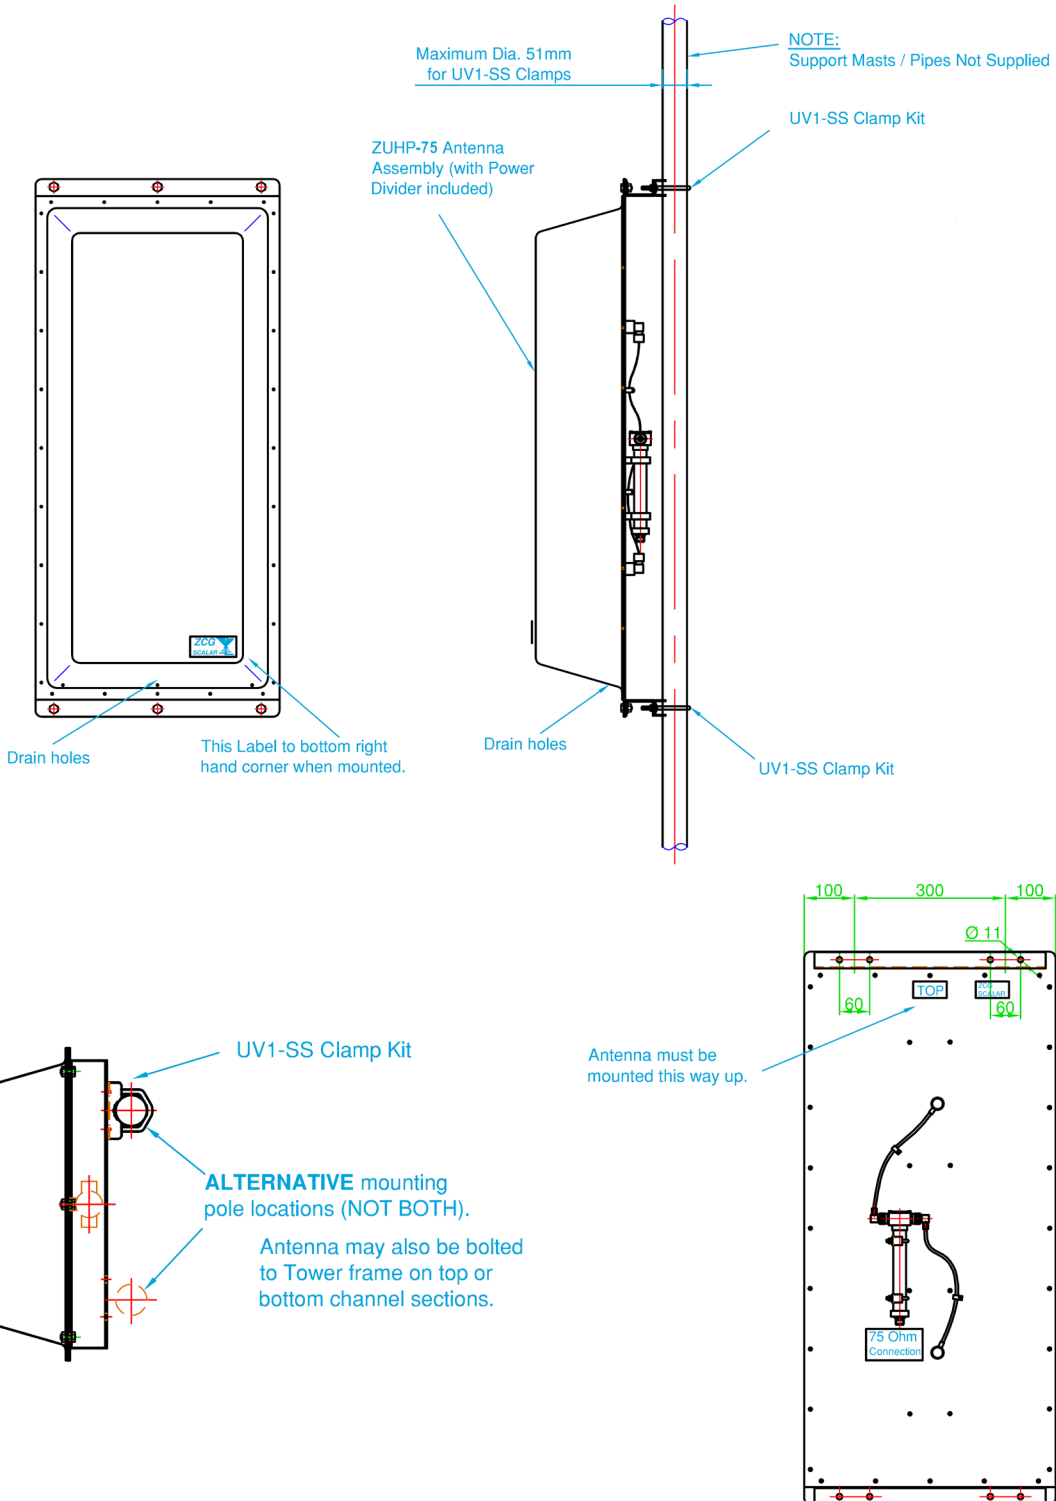 Maximum Dia. 51mm
for UV1-SS Clamps
NOTE:
Support Masts / Pipes Not Supplied
UV1-SS Clamp Kit
ZUHP-75 Antenna
Assembly (with Power
Divider included)
ZCG
SCALAR
Drain holes
This Label to bottom right
hand corner when mounted.
Drain holes
UV1-SS Clamp Kit
100
300
100
Ø 11
TOP
ZCG
SCALAR
60
60
Antenna must be
mounted this way up.
UV1-SS Clamp Kit
ALTERNATIVE mounting
pole locations (NOT BOTH).
Antenna may also be bolted
to Tower frame on top or
bottom channel sections.
75 Ohm
Connection